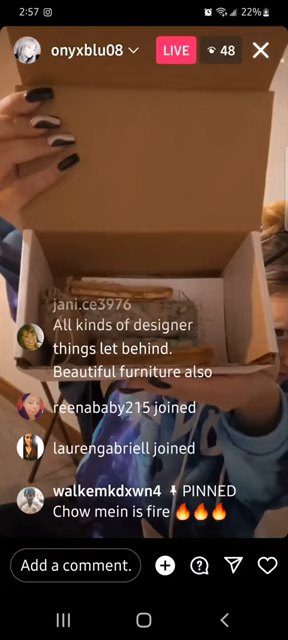 2:57
22%
onyxblu08
LIVE
48
jani.ce3976
All kinds of designer
things let behind.
Beautiful furniture also
reenababy215 joined
laurengabriell joined
walkemkdxwn4 PINNED
Chow mein is fire 🔥🔥🔥
Add a comment.